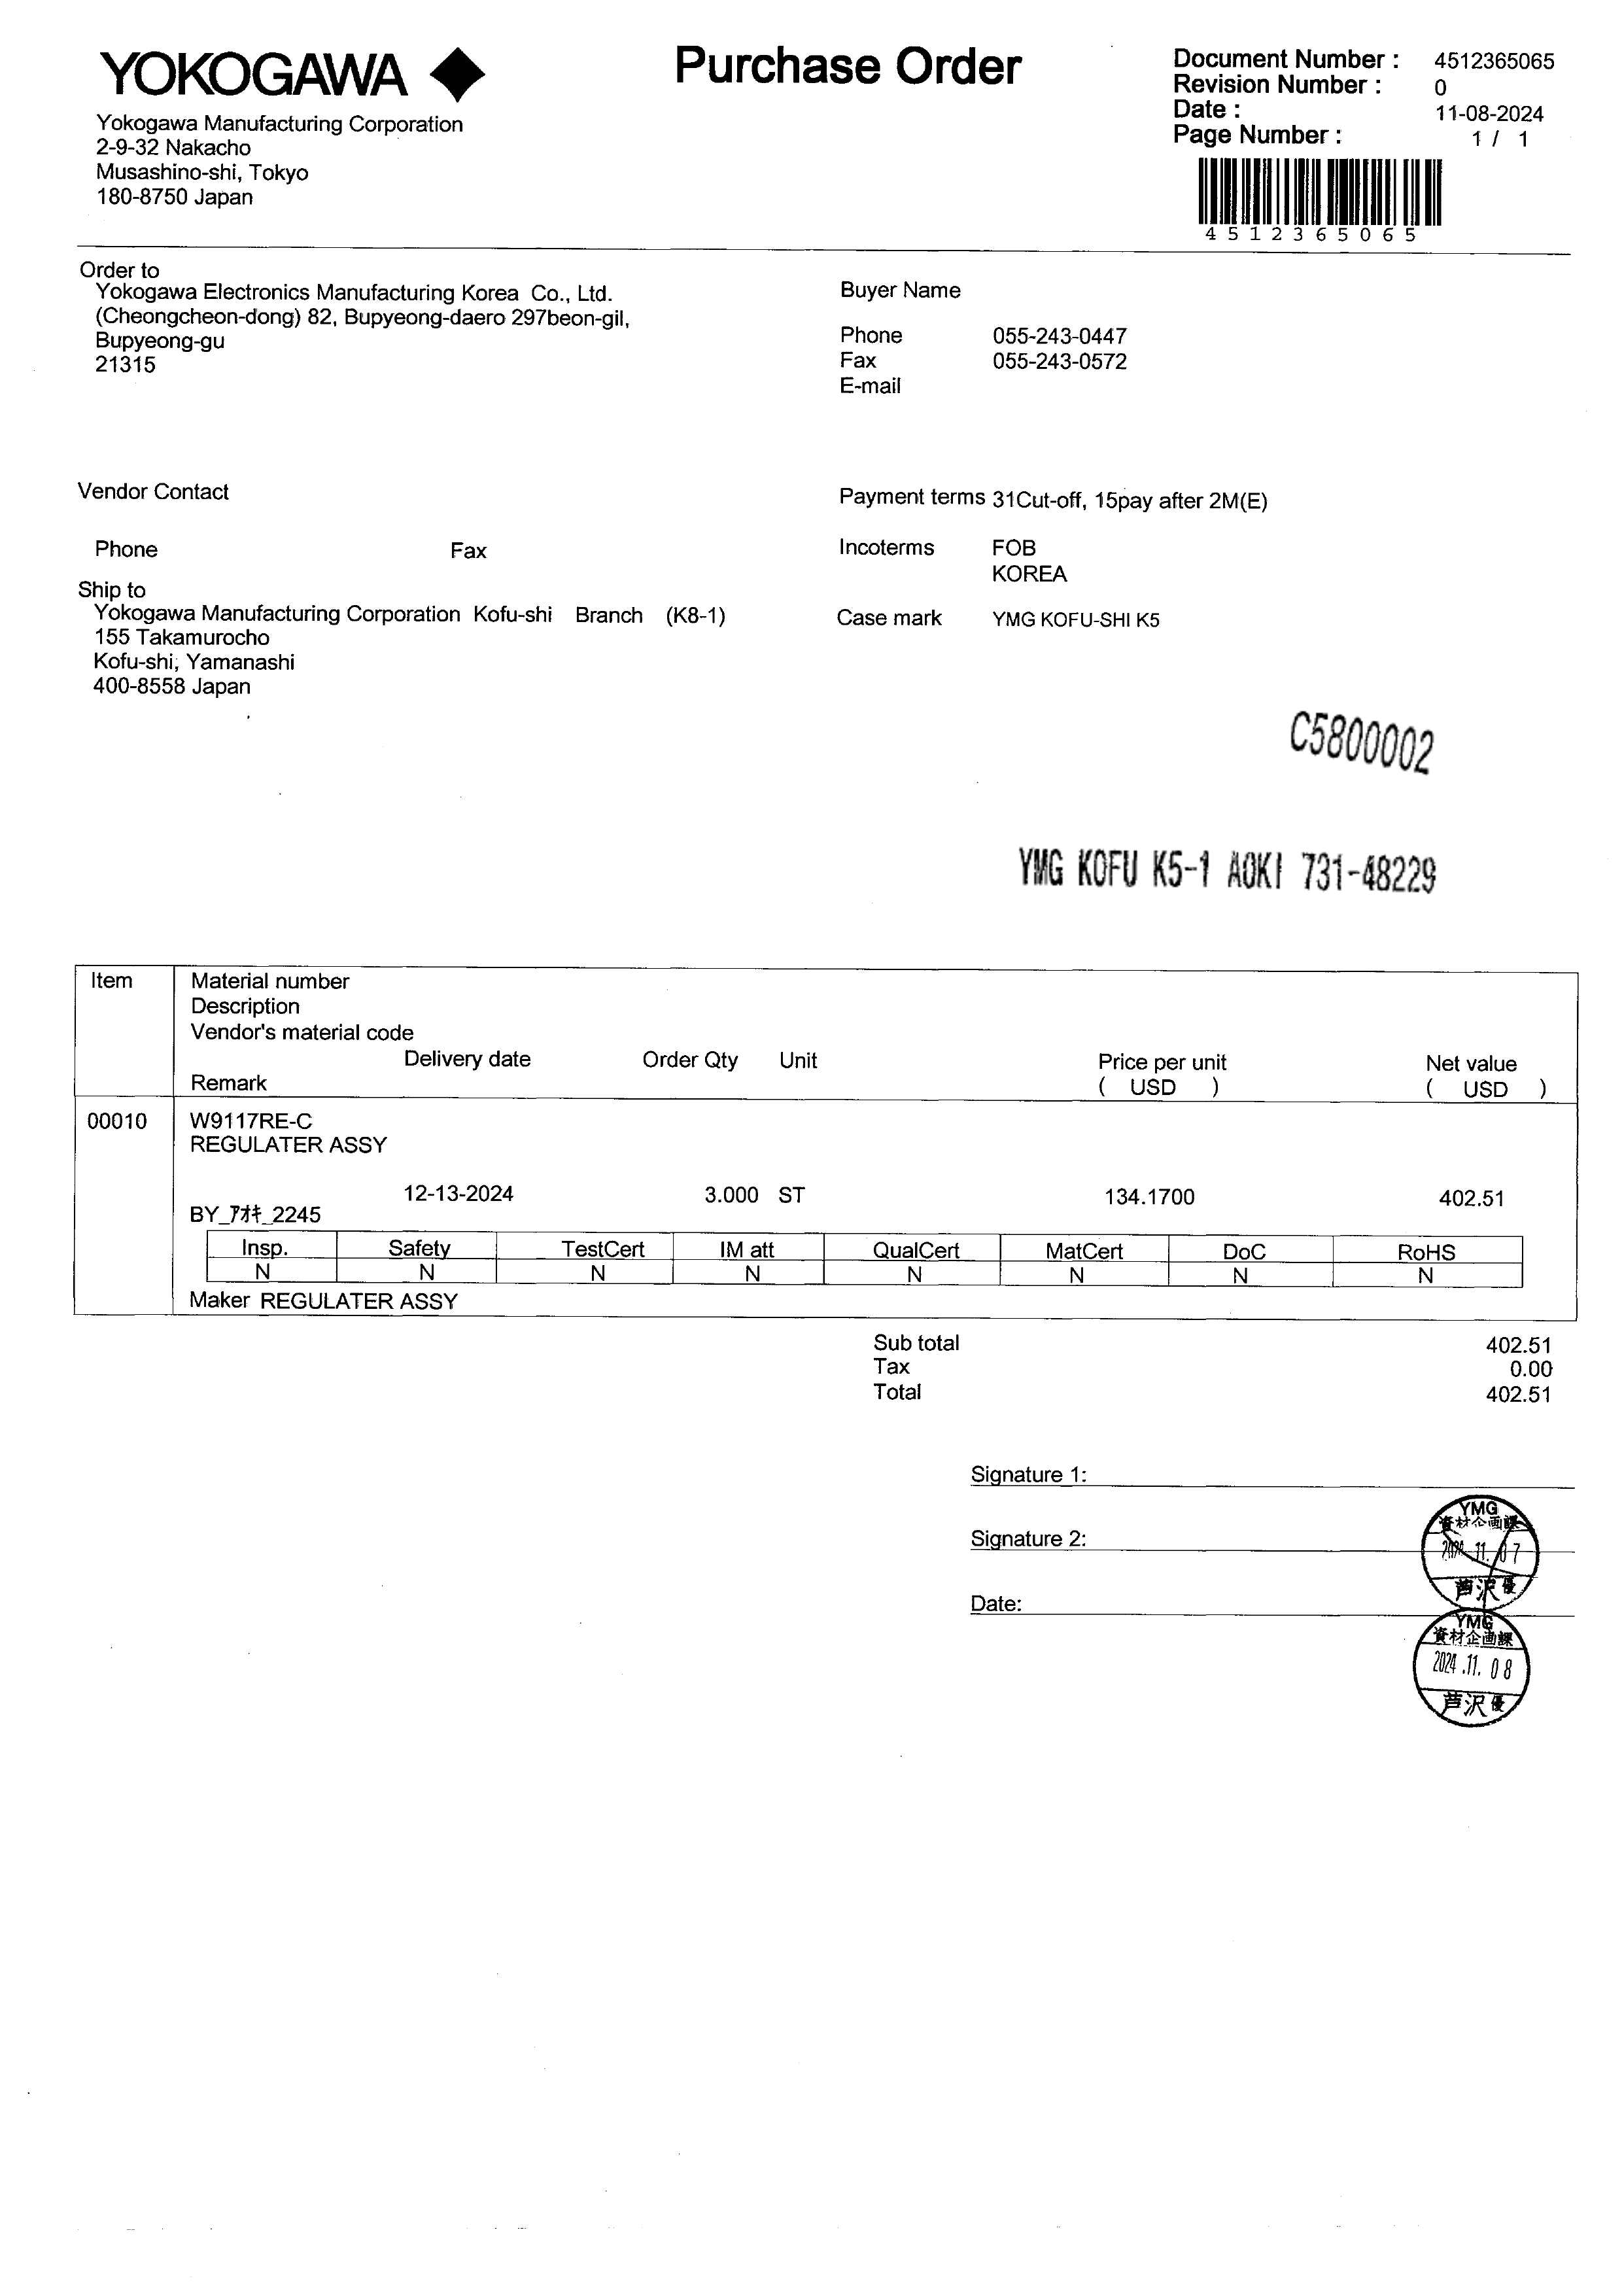 YOKOGAWA
Purchase Order
Document Number : 4512365065
Revision Number : 0
Date : 11-08-2024
Page Number : 1 / 1
4512365065
Yokogawa Manufacturing Corporation
2-9-32 Nakacho
Musashino-shi, Tokyo
180-8750 Japan
Order to
Yokogawa Electronics Manufacturing Korea Co., Ltd.
(Cheongcheon-dong) 82, Bupyeong-daero 297beon-gil,
Bupyeong-gu
21315
Buyer Name
Phone 055-243-0447
Fax 055-243-0572
E-mail
Vendor Contact
Phone Fax
Payment terms 31Cut-off, 15pay after 2M(E)
Incoterms FOB
KOREA
Ship to
Yokogawa Manufacturing Corporation Kofu-shi Branch (K8-1)
155 Takamurocho
Kofu-shi, Yamanashi
400-8558 Japan
Case mark YMG KOFU-SHI K5
C5800002
YMG KOFU K5-1 AOKI 731-48229
Item Material number
Description
Vendor's material code
Delivery date Order Qty Unit Price per unit Net value
Remark ( USD ) ( USD )
00010 W9117RE-C
REGULATER ASSY
12-13-2024 3.000 ST 134.1700 402.51
BY_ｱｵｷ_2245
Insp. Safety TestCert IM att QualCert MatCert DoC RoHS
N N N N N N N N
Maker REGULATER ASSY
Sub total 402.51
Tax 0.00
Total 402.51
Signature 1:
Signature 2:
Date:
YMG
資材企画課
2024.11.07
芦沢優
YMG
資材企画課
2024.11.08
芦沢優